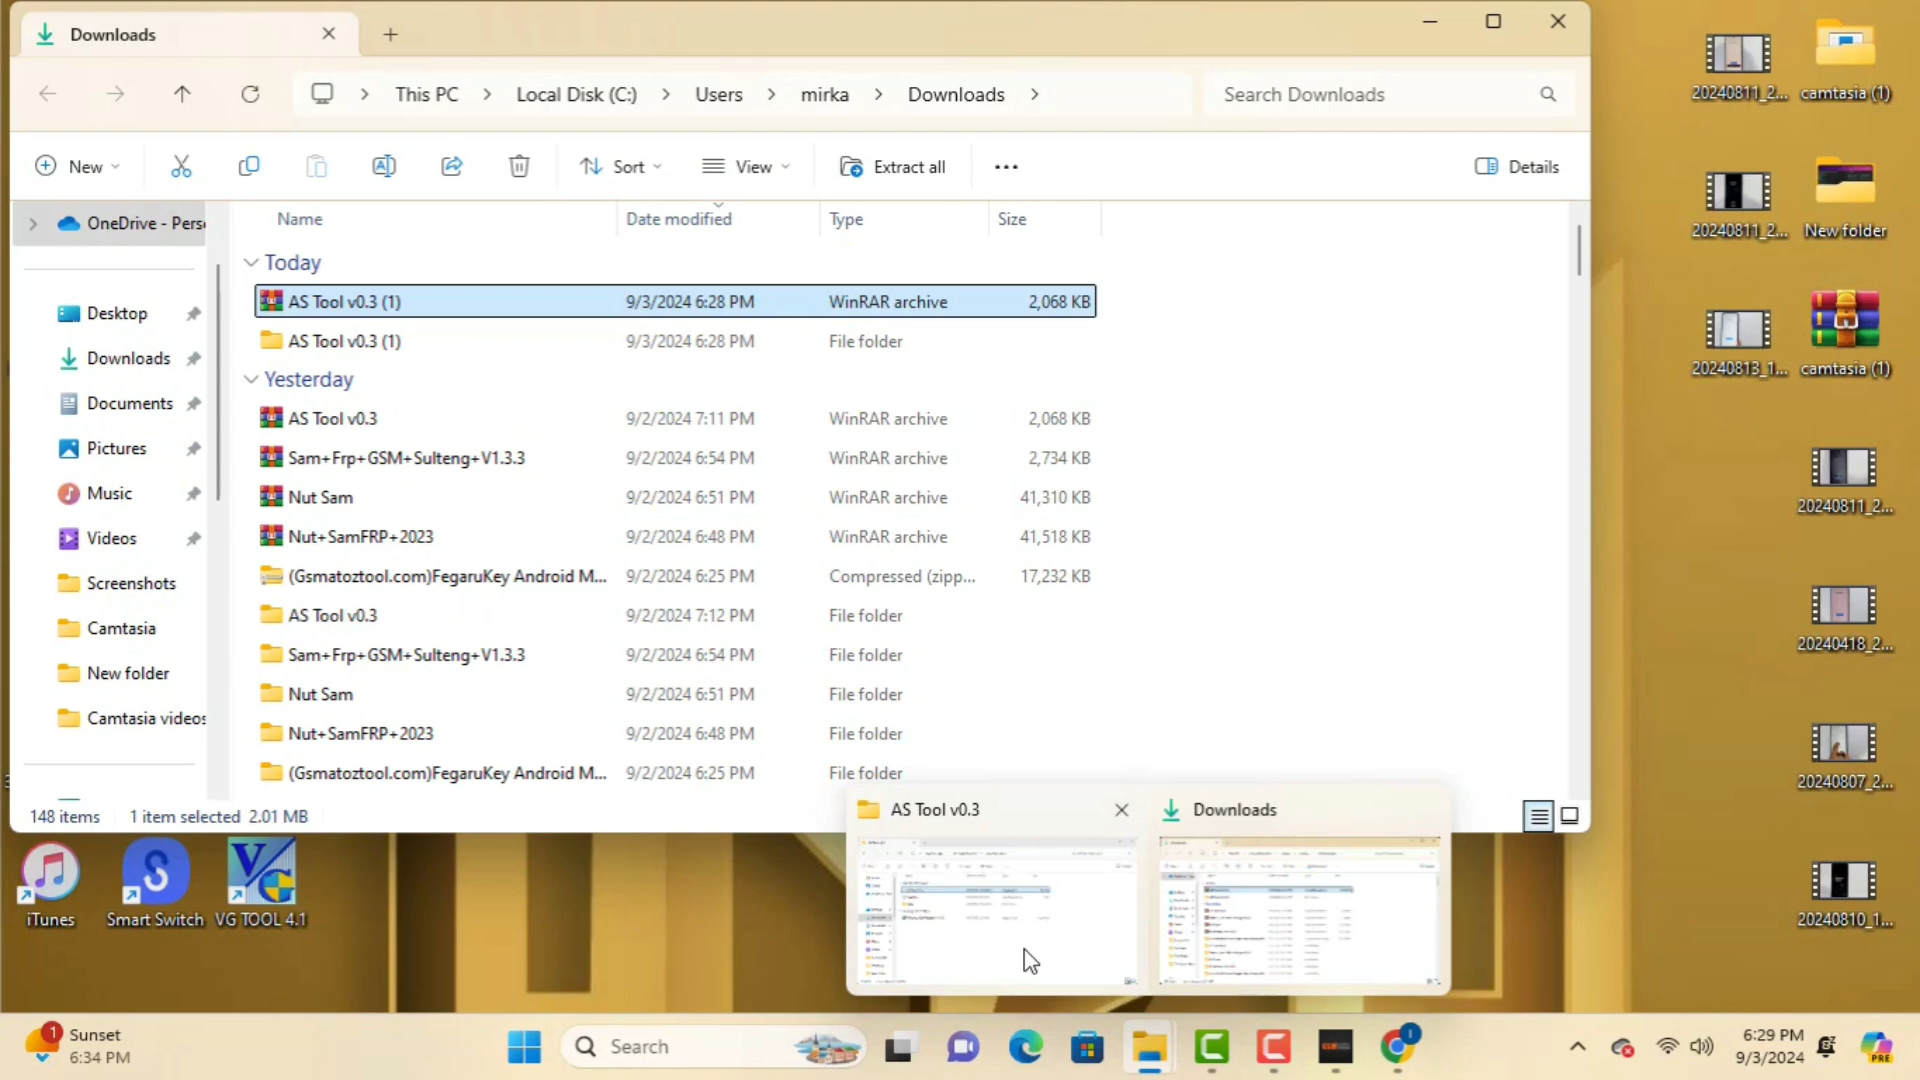 Downloads
This PC
Local Disk (C:)
Users
mirka
Downloads
Search Downloads
New
Sort
View
Extract all
Details
Name
Date modified
Type
Size
OneDrive - Pers
Desktop
Downloads
Documents
Pictures
Music
Videos
Screenshots
Camtasia
New folder
Camtasia videos
Today
AS Tool v0.3 (1) 9/3/2024 6:28 PM WinRAR archive 2,068 KB
AS Tool v0.3 (1) 9/3/2024 6:28 PM File folder
Yesterday
AS Tool v0.3 9/2/2024 7:11 PM WinRAR archive 2,068 KB
Sam+Frp+GSM+Sulteng+V1.3.3 9/2/2024 6:54 PM WinRAR archive 2,734 KB
Nut Sam 9/2/2024 6:51 PM WinRAR archive 41,310 KB
Nut+SamFRP+2023 9/2/2024 6:48 PM WinRAR archive 41,518 KB
(Gsmatoztool.com)FegaruKey Android M... 9/2/2024 6:25 PM Compressed (zipp... 17,232 KB
AS Tool v0.3 9/2/2024 7:12 PM File folder
Sam+Frp+GSM+Sulteng+V1.3.3 9/2/2024 6:54 PM File folder
Nut Sam 9/2/2024 6:51 PM File folder
Nut+SamFRP+2023 9/2/2024 6:48 PM File folder
(Gsmatoztool.com)FegaruKey Android M... 9/2/2024 6:25 PM File folder
148 items
1 item selected 2.01 MB
AS Tool v0.3
Downloads
20240811_2...
camtasia (1)
20240811_2...
New folder
20240813_1...
camtasia (1)
20240811_2...
20240418_2...
20240807_2...
20240810_1...
iTunes
Smart Switch
VG TOOL 4.1
1
Sunset
6:34 PM
Search
6:29 PM
9/3/2024
PRE